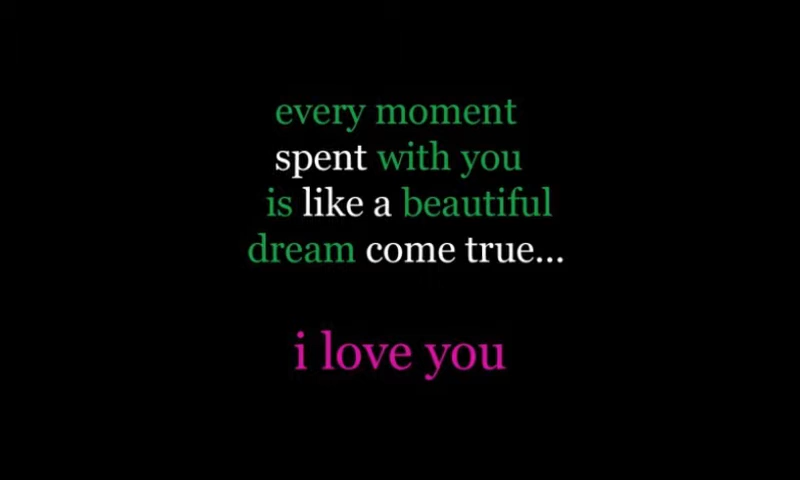 every moment
spent with you
is like a beautiful
dream come true...
i love you